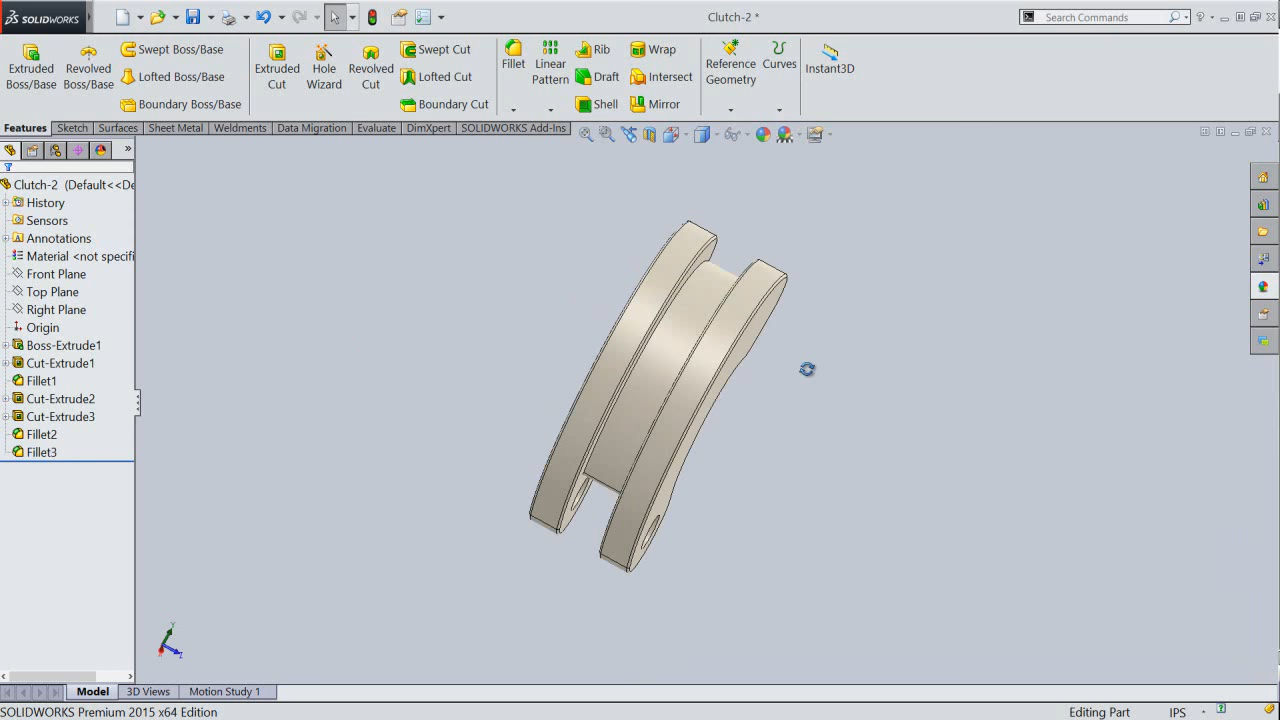 SOLIDWORKS
Clutch-2 *
Search Commands
Extruded Boss/Base
Revolved Boss/Base
Swept Boss/Base
Lofted Boss/Base
Boundary Boss/Base
Extruded Cut
Hole Wizard
Revolved Cut
Swept Cut
Lofted Cut
Boundary Cut
Fillet
Linear Pattern
Rib
Draft
Shell
Wrap
Intersect
Mirror
Reference Geometry
Curves
Instant3D
Features Sketch Surfaces Sheet Metal Weldments Data Migration Evaluate DimXpert SOLIDWORKS Add-Ins
Clutch-2 (Default<<De
History
Sensors
Annotations
Material <not specifi
Front Plane
Top Plane
Right Plane
Origin
Boss-Extrude1
Cut-Extrude1
Fillet1
Cut-Extrude2
Cut-Extrude3
Fillet2
Fillet3
Y
Z
Model 3D Views Motion Study 1
SOLIDWORKS Premium 2015 x64 Edition
Editing Part
IPS